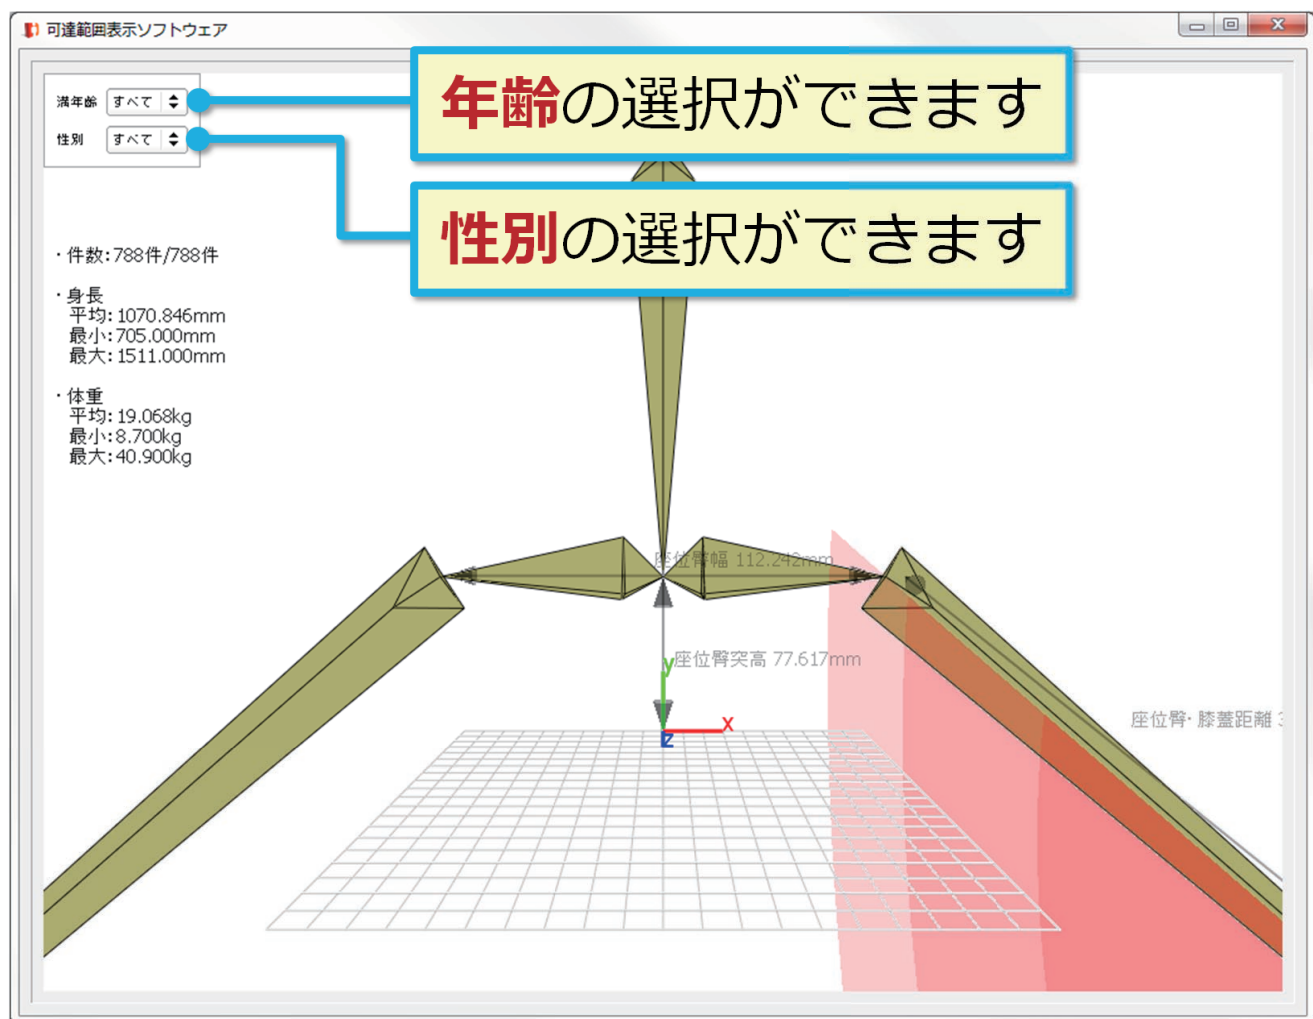 可達範囲表示ソフトウェア
満年齢 すべて
年齢の選択ができます
性別 すべて
性別の選択ができます
・件数:788件/788件
・身長
平均:1070.846mm
最小:705.000mm
最大:1511.000mm
・体重
平均:19.068kg
最小:8.700kg
最大:40.900kg
座位臀幅 112.242mm
y
座位臀突高 77.617mm
x
z
座位臀・膝蓋距離